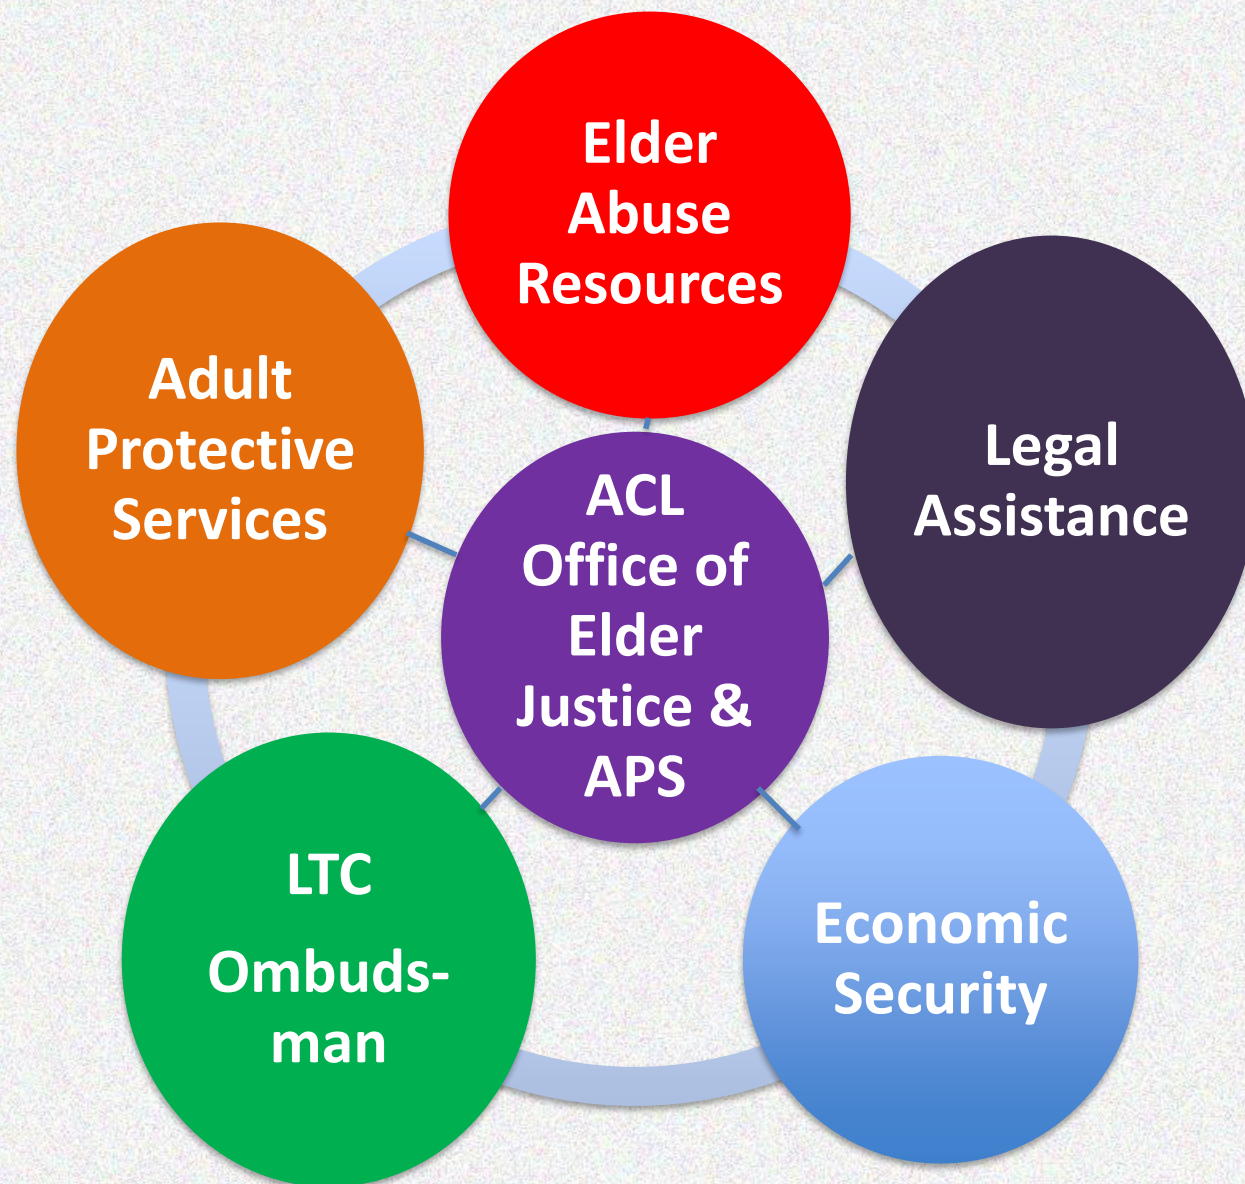 Elder
Abuse
Resources
Adult
Protective
Services
Legal
Assistance
ACL
Office of
Elder
Justice &
APS
LTC
Ombuds-
man
Economic
Security